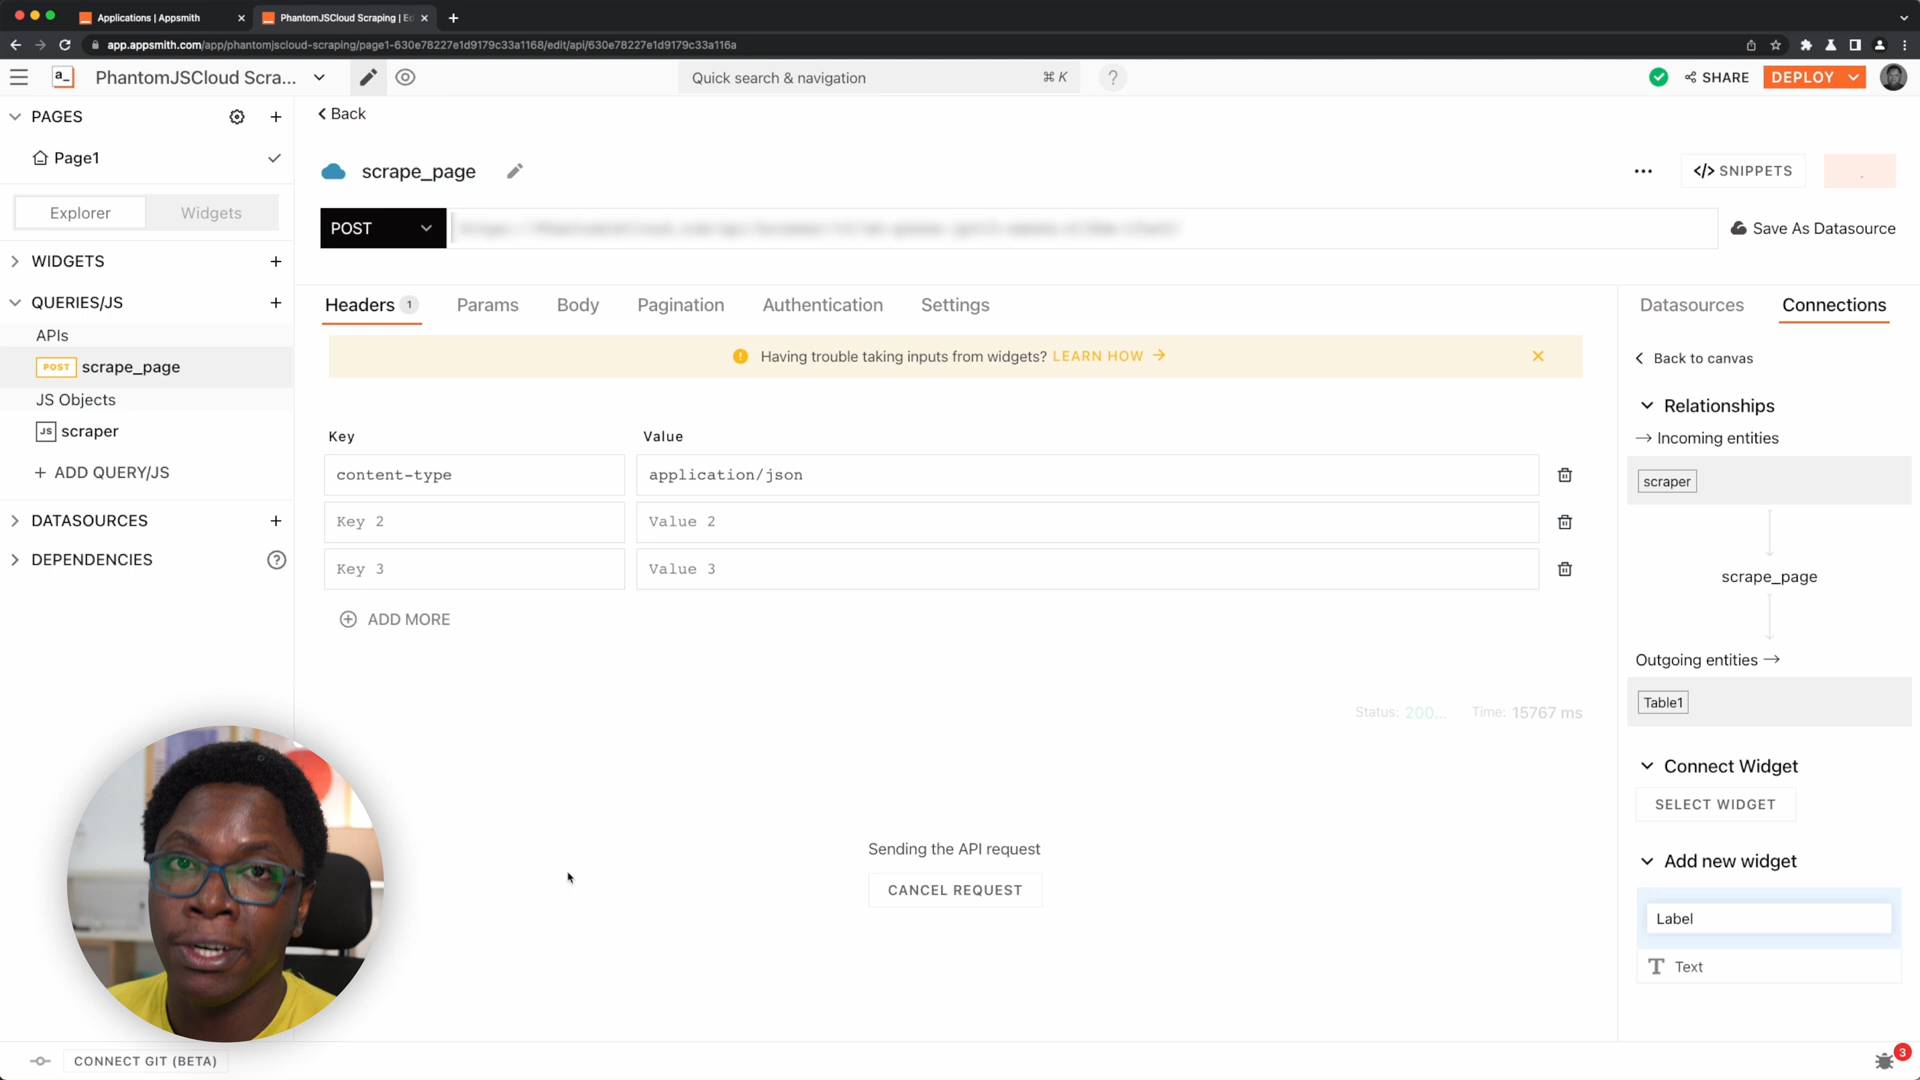 Applications | Appsmith
PhantomJSCloud Scraping | Ed
app.appsmith.com/app/phantomjscloud-scraping/page1-630e78227e1d9179c33a1168/edit/api/630e78227e1d9179c33a116a
a_
PhantomJSCloud Scra...
Quick search & navigation
⌘ K
?
SHARE
DEPLOY
PAGES
Page1
Explorer
Widgets
WIDGETS
QUERIES/JS
APIs
POST scrape_page
JS Objects
JS scraper
ADD QUERY/JS
DATASOURCES
DEPENDENCIES
?
Back
scrape_page
</> SNIPPETS
POST
Save As Datasource
Headers 1
Params
Body
Pagination
Authentication
Settings
Having trouble taking inputs from widgets? LEARN HOW
Key
Value
content-type
application/json
Key 2
Value 2
Key 3
Value 3
ADD MORE
Status: 200...
Time: 15767 ms
Sending the API request
CANCEL REQUEST
Datasources
Connections
Back to canvas
Relationships
Incoming entities
scraper
scrape_page
Outgoing entities
Table1
Connect Widget
SELECT WIDGET
Add new widget
Label
T Text
CONNECT GIT (BETA)
3